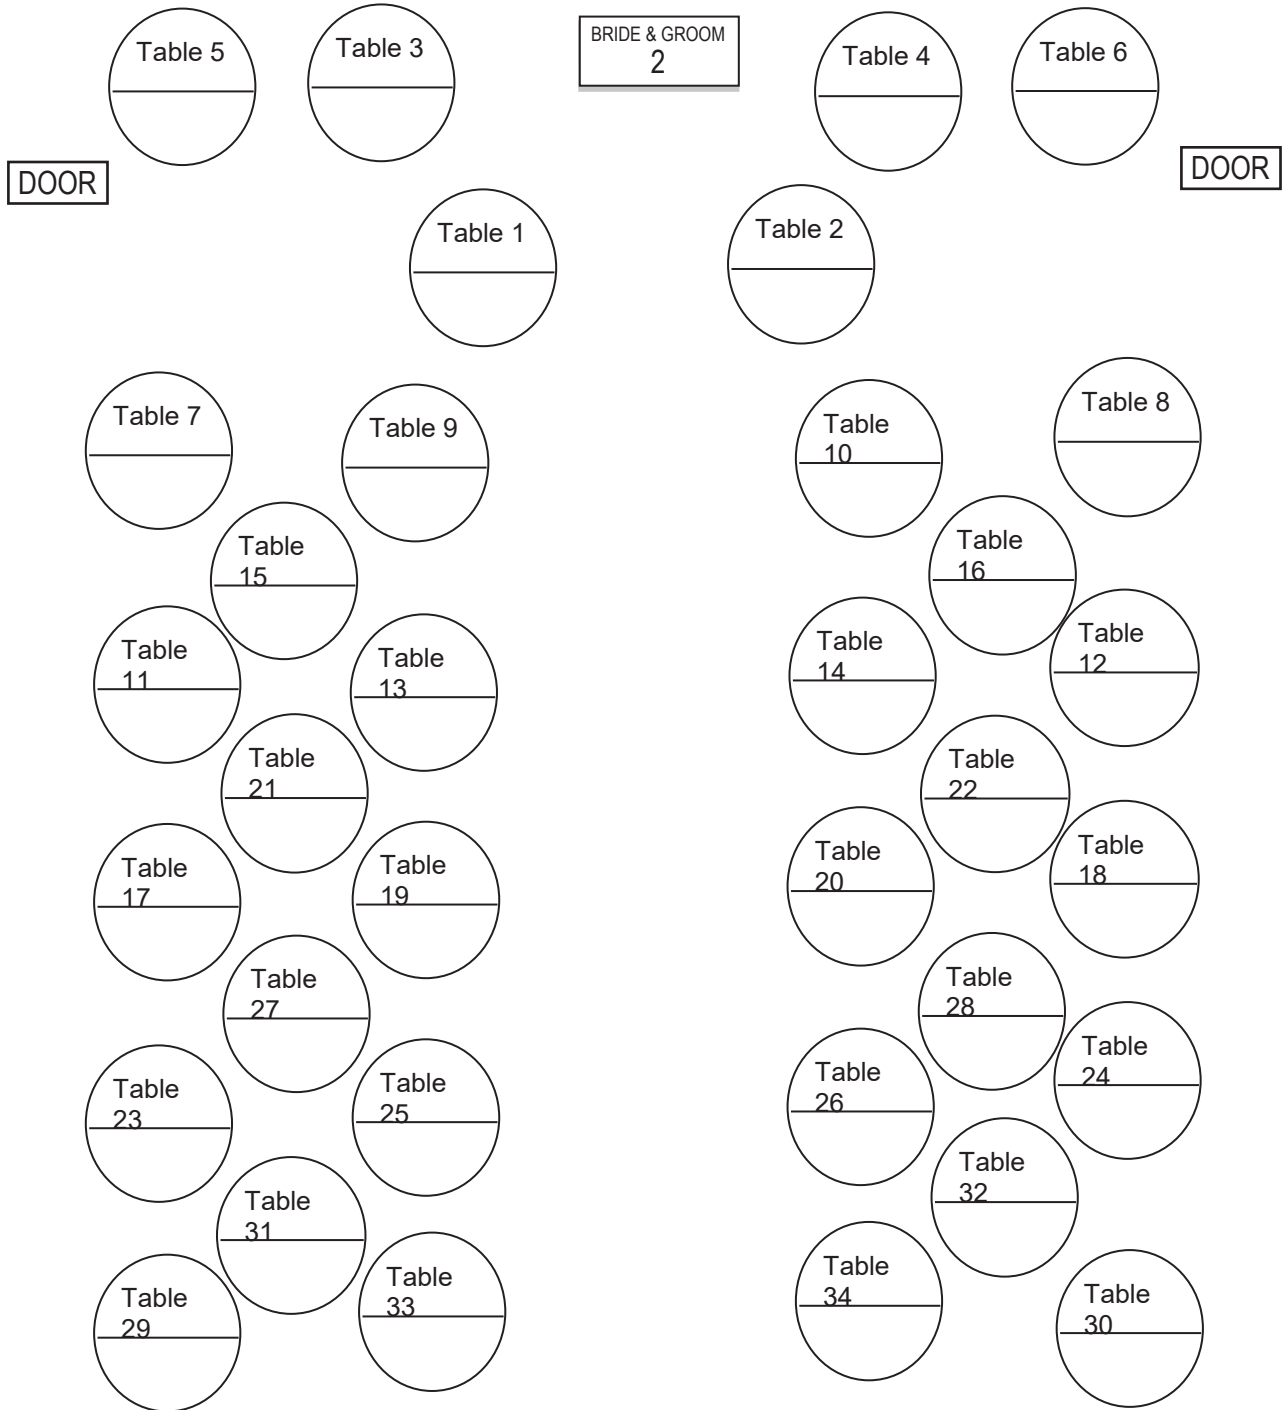 Table 5
Table 3
BRIDE & GROOM
2
Table 4
Table 6
DOOR
DOOR
Table 1
Table 2
Table 7
Table 9
Table
10
Table 8
Table
15
Table
16
Table
11
Table
13
Table
14
Table
12
Table
21
Table
22
Table
17
Table
19
Table
20
Table
18
Table
27
Table
28
Table
23
Table
25
Table
26
Table
24
Table
31
Table
32
Table
29
Table
33
Table
34
Table
30